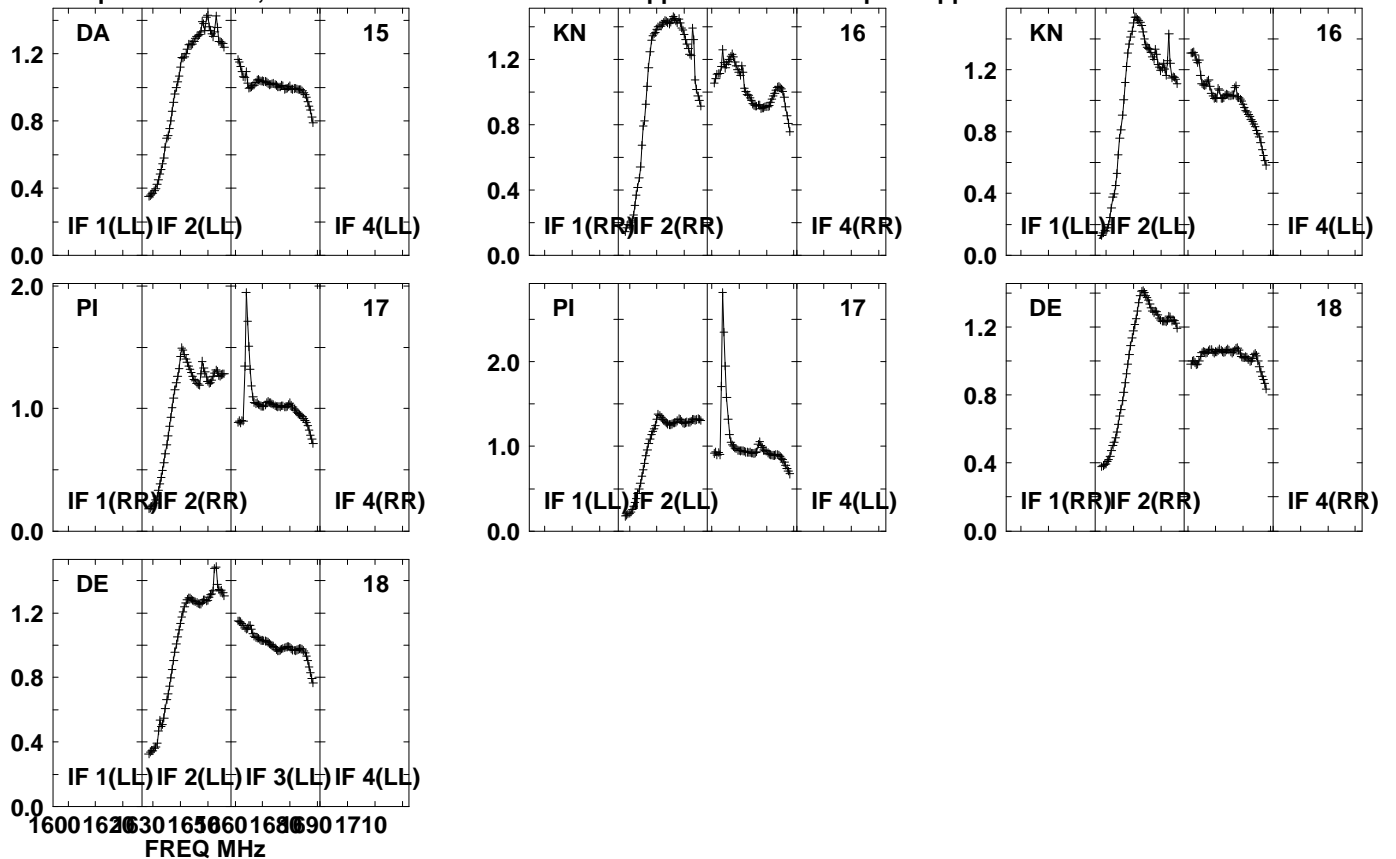 DA 15
1.2
0.8
0.4
0.0
IF 1(LL) IF 2(LL) IF 4(LL)
KN 16
1.2
0.8
0.4
0.0
IF 1(RR) IF 2(RR) IF 4(RR)
KN 16
1.2
0.8
0.4
0.0
IF 1(LL) IF 2(LL) IF 4(LL)
PI 17
2.0
1.0
0.0
IF 1(RR) IF 2(RR) IF 4(RR)
PI 17
2.0
1.0
0.0
IF 1(LL) IF 2(LL) IF 4(LL)
DE 18
1.2
0.8
0.4
0.0
IF 1(RR) IF 2(RR) IF 4(RR)
DE 18
1.2
0.8
0.4
0.0
IF 1(LL) IF 2(LL) IF 3(LL) IF 4(LL)
1600 1620 1630 1650 1660 1680 1690 1710
FREQ MHz